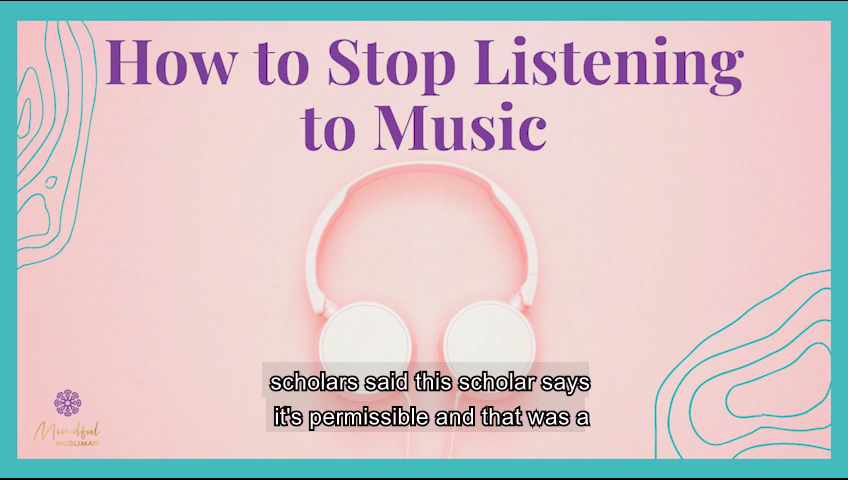 How to Stop Listening
to Music
scholars said this scholar says
it's permissible and that was a
Mindful
MUSLIMAH